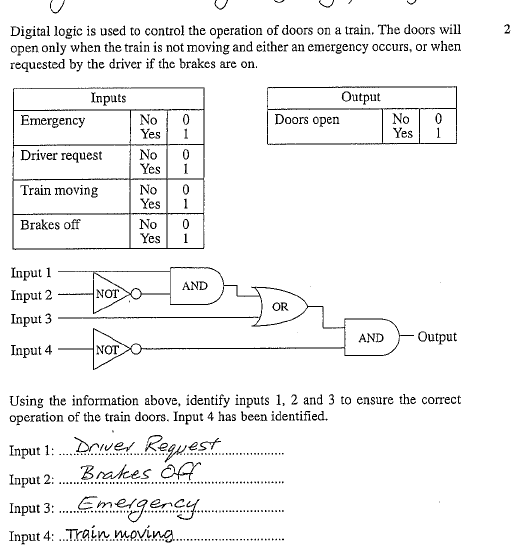 Digital logic is used to control the operation of doors on a train. The doors will 2
open only when the train is not moving and either an emergency occurs, or when
requested by the driver if the brakes are on.
Inputs Output
Emergency No 0 Doors open No 0
Yes 1 Yes 1
Driver request No 0
Yes 1
Train moving No 0
Yes 1
Brakes off No 0
Yes 1
Input 1
AND
Input 2 NOT
OR
Input 3
AND Output
Input 4 NOT
Using the information above, identify inputs 1, 2 and 3 to ensure the correct
operation of the train doors. Input 4 has been identified.
Input 1: Driver Request
Input 2: Brakes Off
Input 3: Emergency
Input 4: Train moving